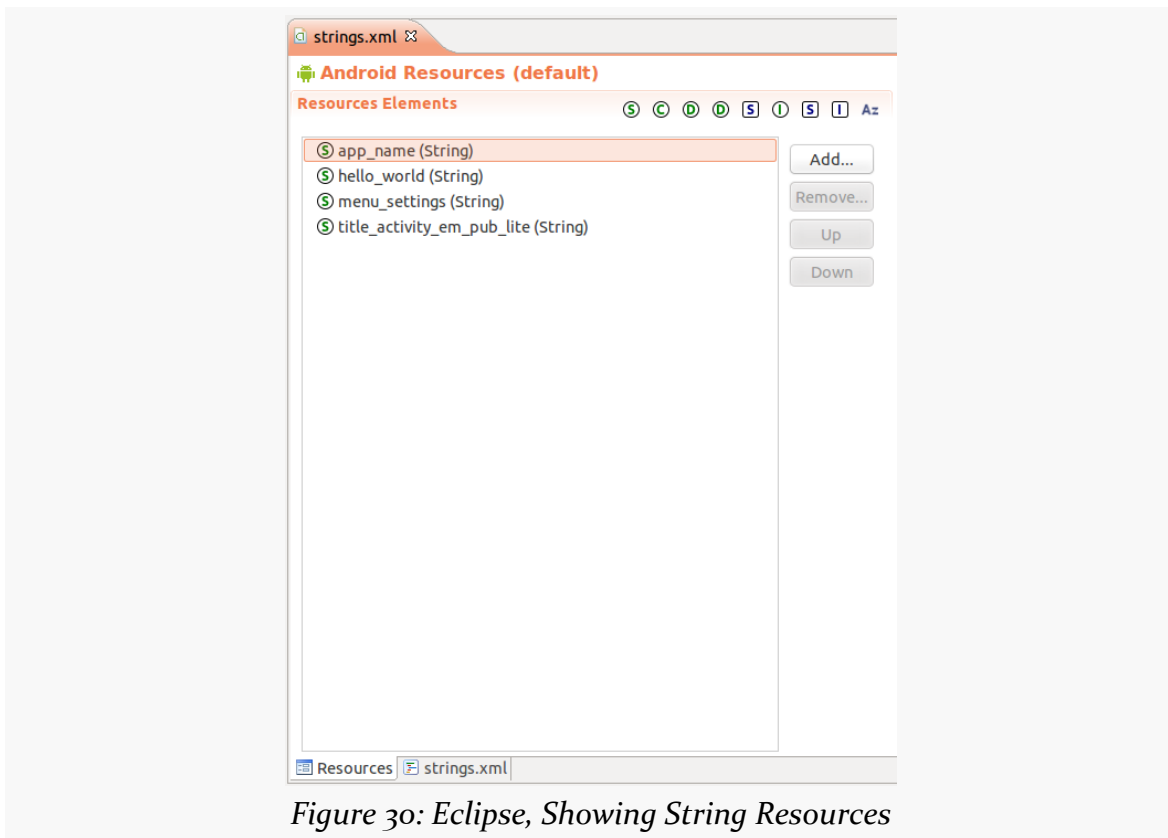 strings.xml
Android Resources (default)
Resources Elements
S C D D S I S I Az
S app_name (String)
S hello_world (String)
S menu_settings (String)
S title_activity_em_pub_lite (String)
Add...
Remove...
Up
Down
Resources strings.xml
Figure 30: Eclipse, Showing String Resources